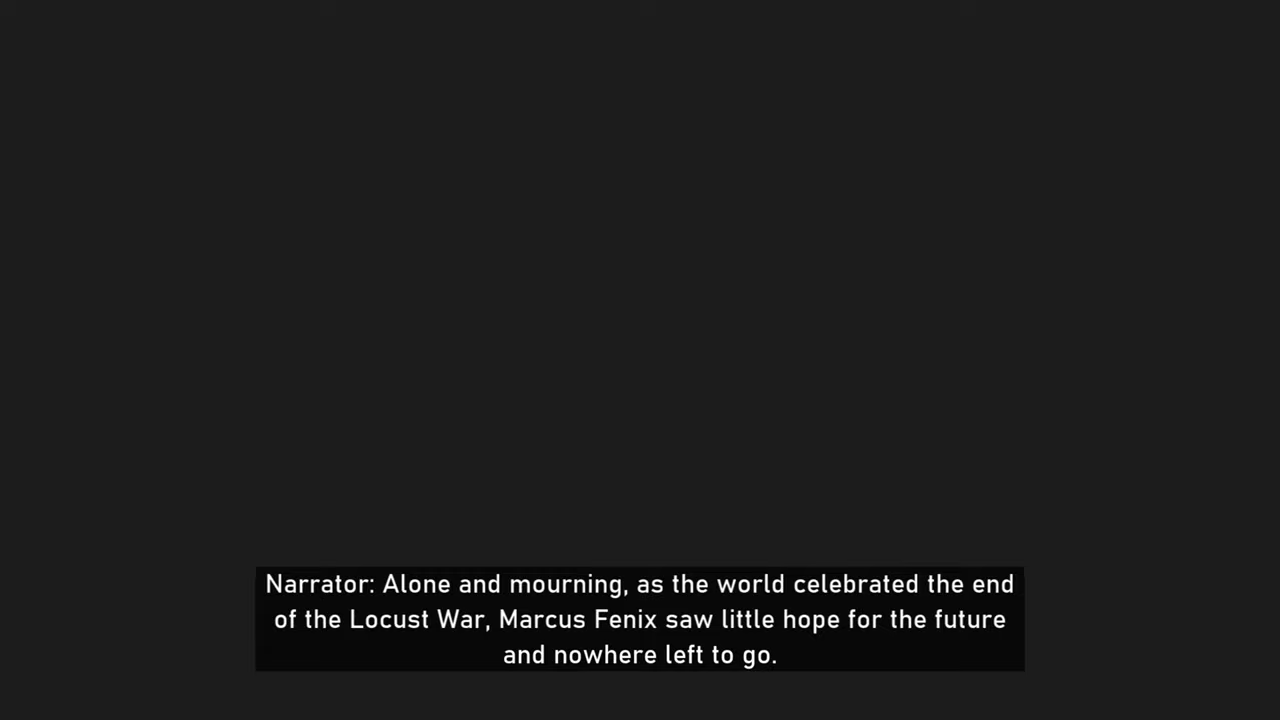 Narrator: Alone and mourning, as the world celebrated the end
of the Locust War, Marcus Fenix saw little hope for the future
and nowhere left to go.